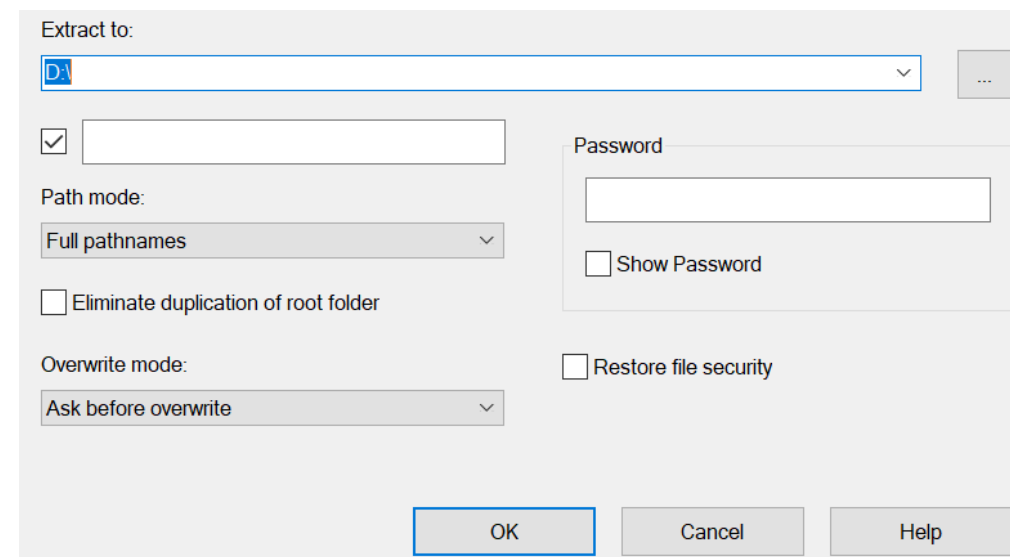 Extract to:
D:\
...
Password
Path mode:
Full pathnames
Show Password
Eliminate duplication of root folder
Overwrite mode:
Restore file security
Ask before overwrite
OK
Cancel
Help